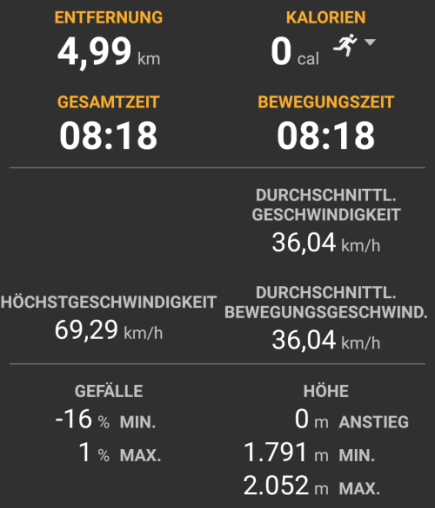 ENTFERNUNG
4,99 km
KALORIEN
0 cal
GESAMTZEIT
08:18
BEWEGUNGSZEIT
08:18
DURCHSCHNITTL.
GESCHWINDIGKEIT
36,04 km/h
HÖCHSTGESCHWINDIGKEIT
69,29 km/h
DURCHSCHNITTL.
BEWEGUNGSGESCHWIND.
36,04 km/h
GEFÄLLE
-16 % MIN.
1 % MAX.
HÖHE
0 m ANSTIEG
1.791 m MIN.
2.052 m MAX.